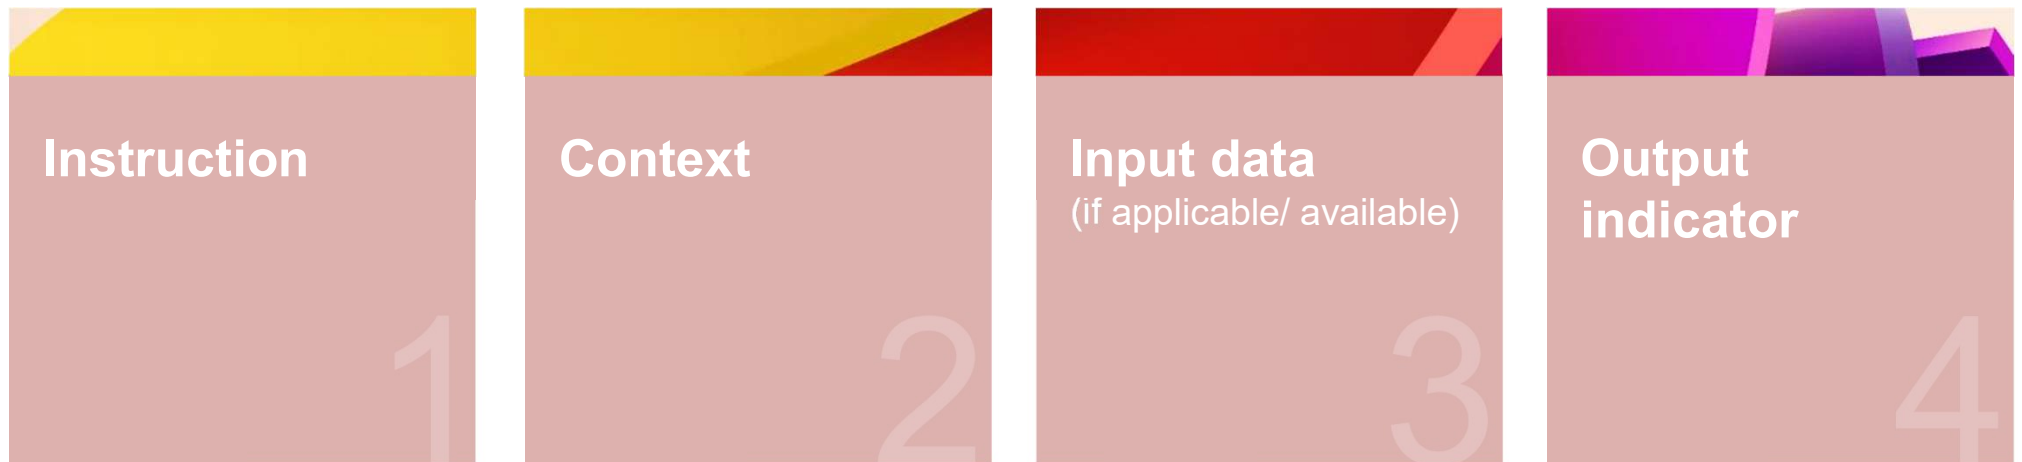 Instruction
1
Context
2
Input data
(if applicable/ available)
3
Output
indicator
4